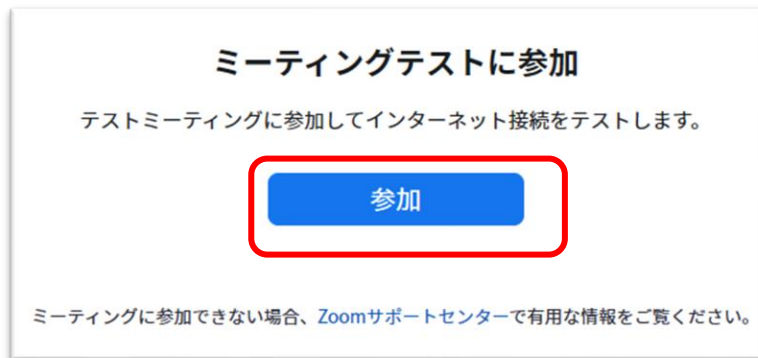 ミーティングテストに参加
テストミーティングに参加してインターネット接続をテストします。
参加
ミーティングに参加できない場合、Zoomサポートセンターで有用な情報をご覧ください。